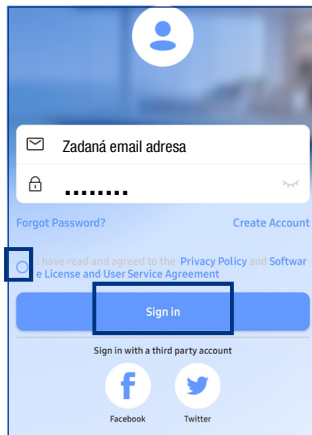 Zadaná email adresa
........
Forgot Password? Create Account
I have read and agreed to the Privacy Policy and Softwar
e License and User Service Agreement
Sign in
Sign in with a third party account
Facebook Twitter